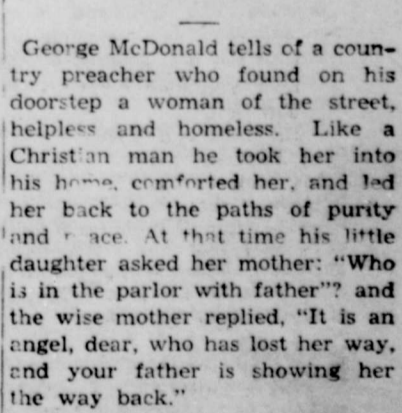 George McDonald tells of a coun-
try preacher who found on his
doorstep a woman of the street,
helpless and homeless. Like a
Christian man he took her into
his home, comforted her, and led
her back to the paths of purity
and At that time his little
daughter asked her mother: "Who
is in the parlor with father"? and
the wise mother replied, "It is an
angel, dear, who has lost her way,
and your father is showing her
the way back."